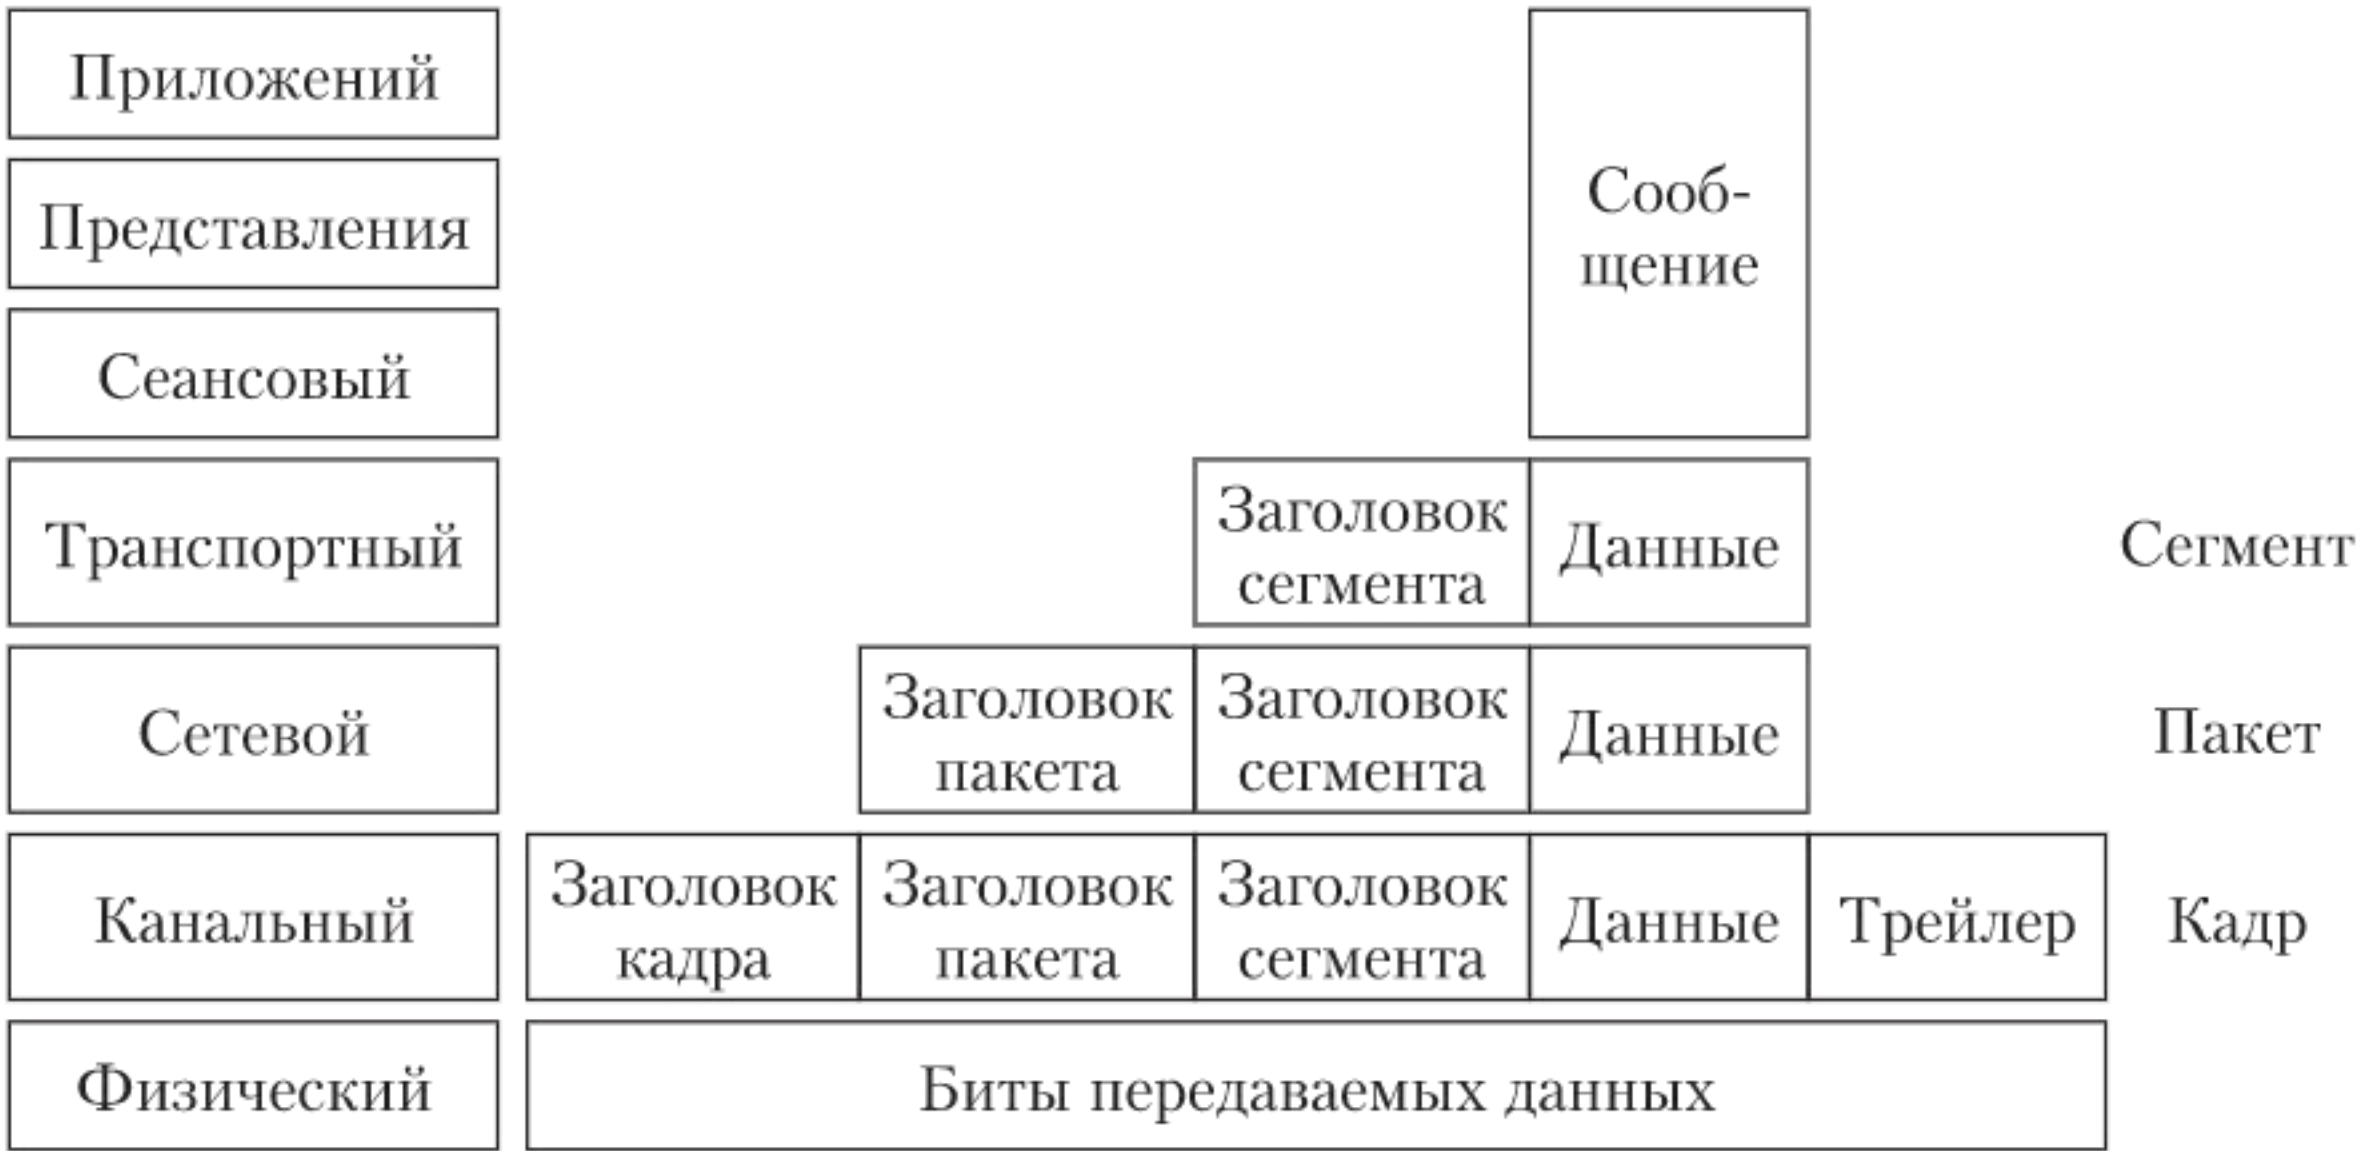 Приложений
Представления
Сооб-
щение
Сеансовый
Транспортный
Заголовок
сегмента
Данные
Сегмент
Сетевой
Заголовок
пакета
Заголовок
сегмента
Данные
Пакет
Канальный
Заголовок
кадра
Заголовок
пакета
Заголовок
сегмента
Данные
Трейлер
Кадр
Физический
Биты передаваемых данных